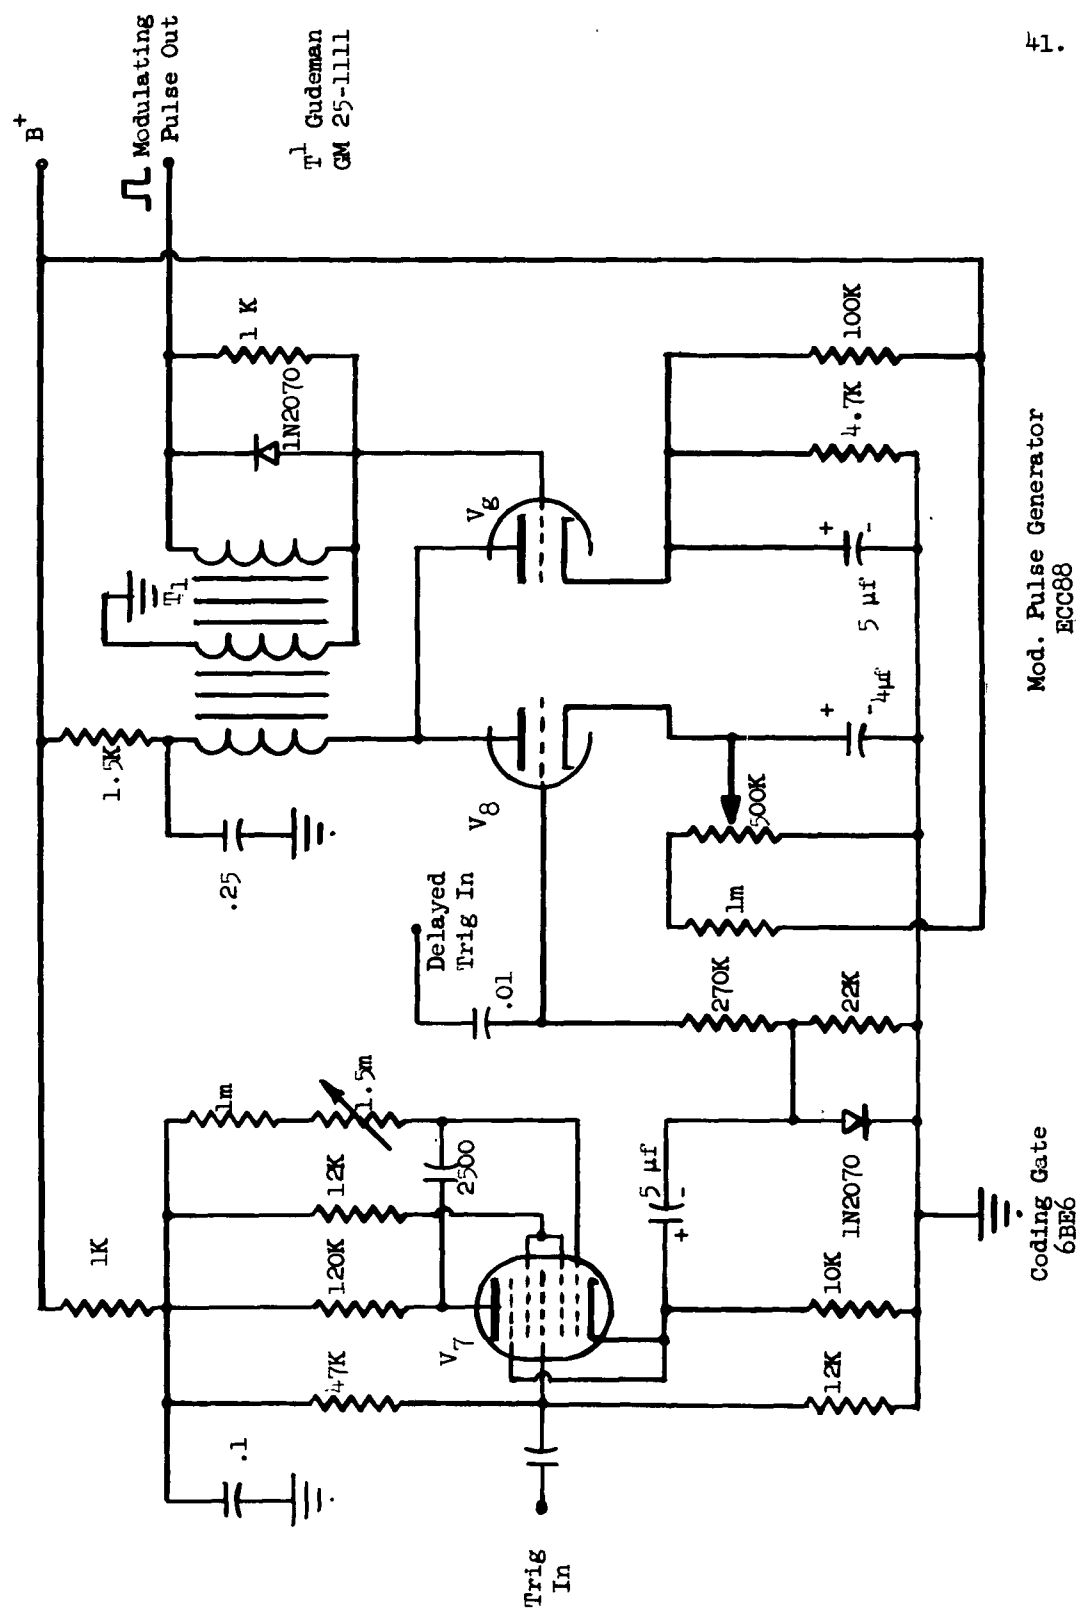 41.
B+
Modulating
Pulse Out
T1 Gudeman
GM 25-1111
1.5K
.25
T1
1N2070
1 K
1K
.1
47K
120K
12K
1m
1.5m
2500
Delayed
Trig In
.01
V7
V8
Vg
Trig
In
12K
10K
+
5 µf
-
1N2070
270K
22K
1m
500K
+
-
4µf
+
-
5 µf
4.7K
100K
Coding Gate
6BE6
Mod. Pulse Generator
ECC88